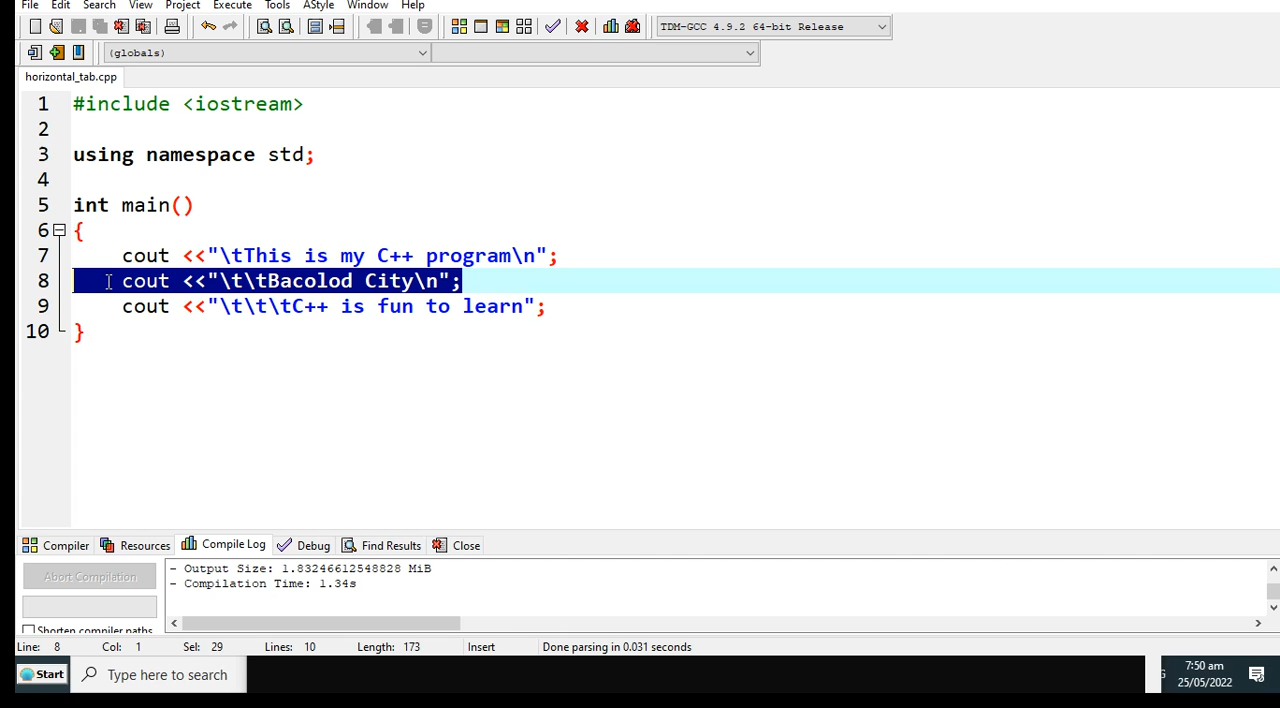 File Edit Search View Project Execute Tools AStyle Window Help
TDM-GCC 4.9.2 64-bit Release
(globals)
horizontal_tab.cpp
1 #include <iostream>
2
3 using namespace std;
4
5 int main()
6 {
7 cout <<"\tThis is my C++ program\n";
8 cout <<"\t\tBacolod City\n";
9 cout <<"\t\t\tC++ is fun to learn";
10 }
Compiler Resources Compile Log Debug Find Results Close
Abort Compilation
- Output Size: 1.83246612548828 MiB
- Compilation Time: 1.34s
Shorten compiler paths
Line: 8 Col: 1 Sel: 29 Lines: 10 Length: 173 Insert Done parsing in 0.031 seconds
Start Type here to search
7:50 am
25/05/2022